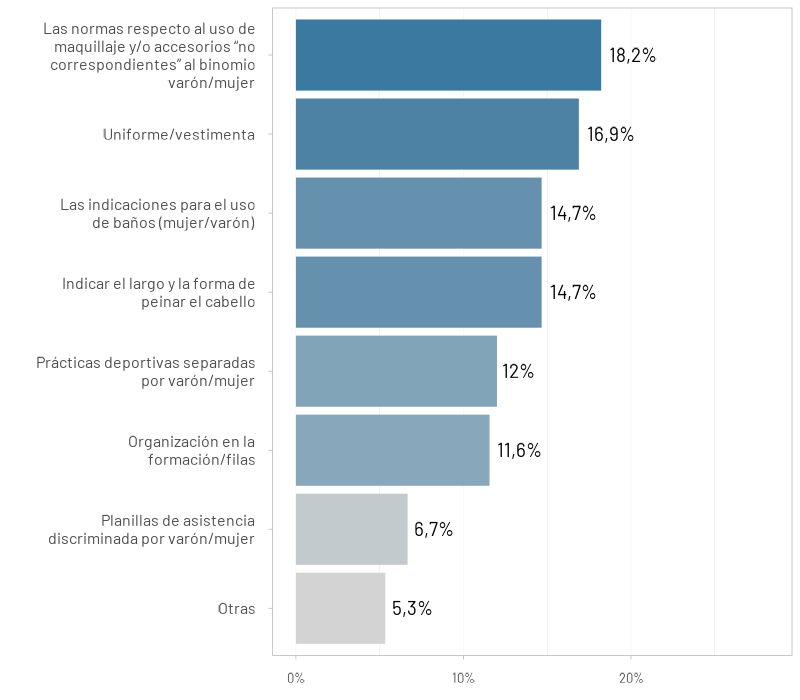 Las normas respecto al uso de
maquillaje y/o accesorios “no
correspondientes” al binomio
varón/mujer
18,2%
Uniforme/vestimenta
16,9%
Las indicaciones para el uso
de baños (mujer/varón)
14,7%
Indicar el largo y la forma de
peinar el cabello
14,7%
Prácticas deportivas separadas
por varón/mujer
12%
Organización en la
formación/filas
11,6%
Planillas de asistencia
discriminada por varón/mujer
6,7%
Otras
5,3%
0%
10%
20%